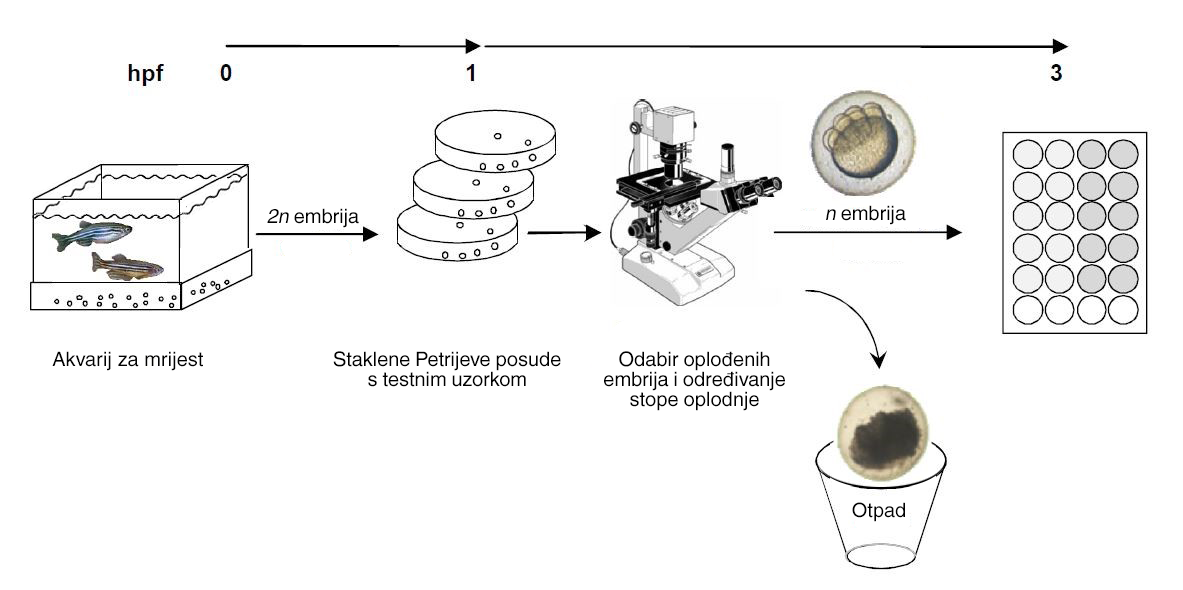 hpf 0 1 3
2n embrija
n embrija
Akvarij za mrijest
Staklene Petrijeve posude
s testnim uzorkom
Odabir oplođenih
embrija i određivanje
stope oplodnje
Otpad